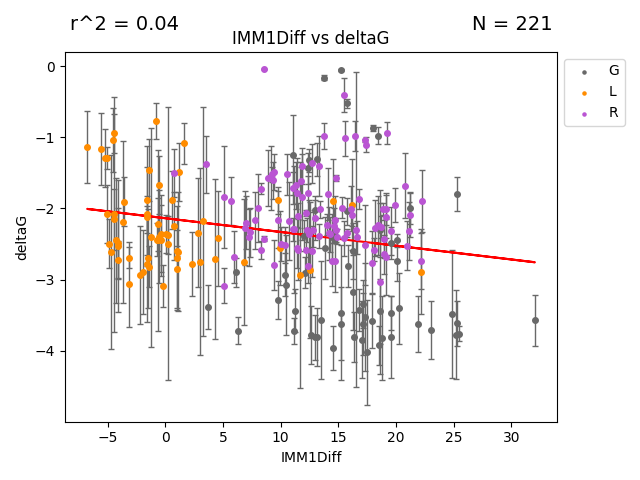 r^2 = 0.04
N = 221
IMM1Diff vs deltaG
G
L
R
0
−1
−2
−3
−4
deltaG
−5
0
5
10
15
20
25
30
IMM1Diff